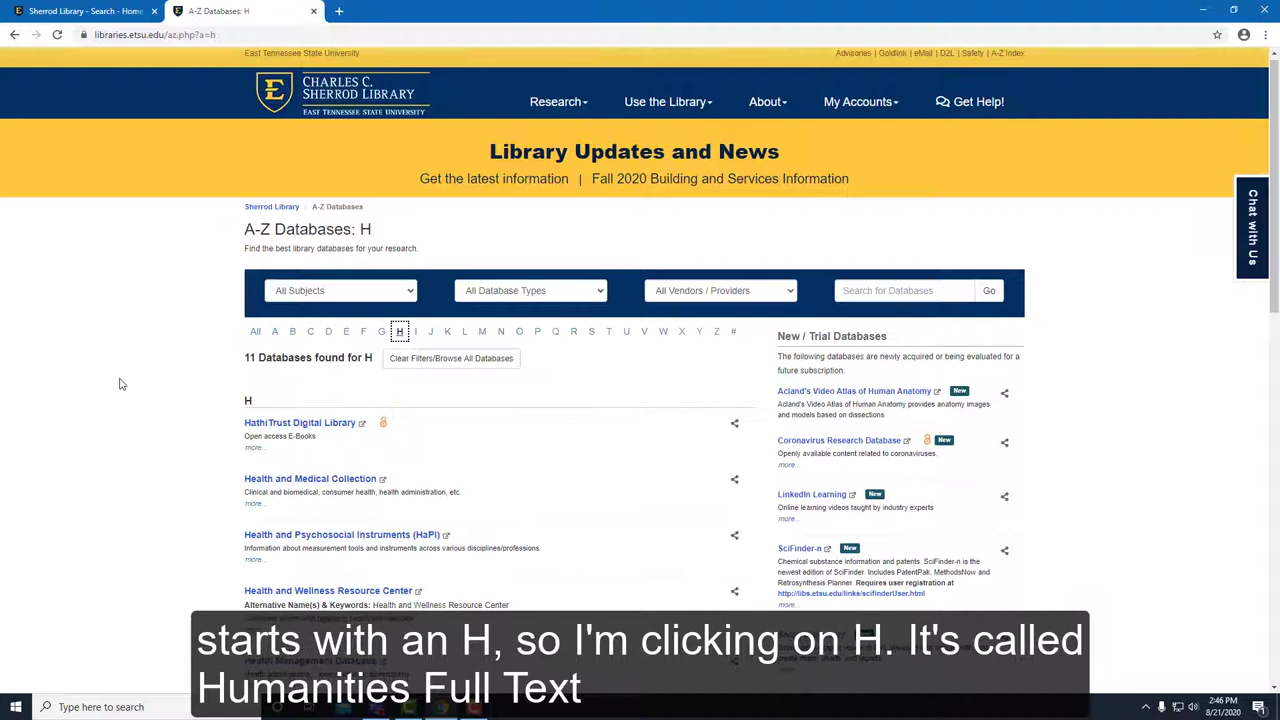 Sherrod Library - Search - Home
A-Z Databases: H
libraries.etsu.edu/az.php?a=h
East Tennessee State University
Advisories | Goldlink | eMail | D2L | Safety | A-Z Index
CHARLES C.
SHERROD LIBRARY
EAST TENNESSEE STATE UNIVERSITY
Research
Use the Library
About
My Accounts
Get Help!
Library Updates and News
Get the latest information | Fall 2020 Building and Services Information
Chat with Us
Sherrod Library / A-Z Databases
A-Z Databases: H
Find the best library databases for your research.
All Subjects
All Database Types
All Vendors / Providers
Search for Databases
Go
All A B C D E F G H I J K L M N O P Q R S T U V W X Y Z #
11 Databases found for H
Clear Filters/Browse All Databases
H
HathiTrust Digital Library
Open access E-Books
more...
Health and Medical Collection
Clinical and biomedical, consumer health, health administration, etc.
more...
Health and Psychosocial Instruments (HaPI)
Information about measurement tools and instruments across various disciplines/professions
more...
Health and Wellness Resource Center
Alternative Name(s) & Keywords: Health and Wellness Resource Center
New / Trial Databases
The following databases are newly acquired or being evaluated for a
future subscription.
Acland's Video Atlas of Human Anatomy New
Acland's Video Atlas of Human Anatomy provides anatomy images
and models based on dissections.
Coronavirus Research Database New
Openly available content related to coronaviruses.
more...
LinkedIn Learning New
Online learning videos taught by industry experts
more...
SciFinder-n New
Chemical substance information and patents. SciFinder-n is the
newest edition of SciFinder. Includes PatentPak, MethodsNow and
Retrosynthesis Planner. Requires user registration at
http://libs.etsu.edu/links/scifinderUser.html
more...
starts with an H, so I'm clicking on H. It's called
Humanities Full Text
Type here to search
2:46 PM
8/21/2020